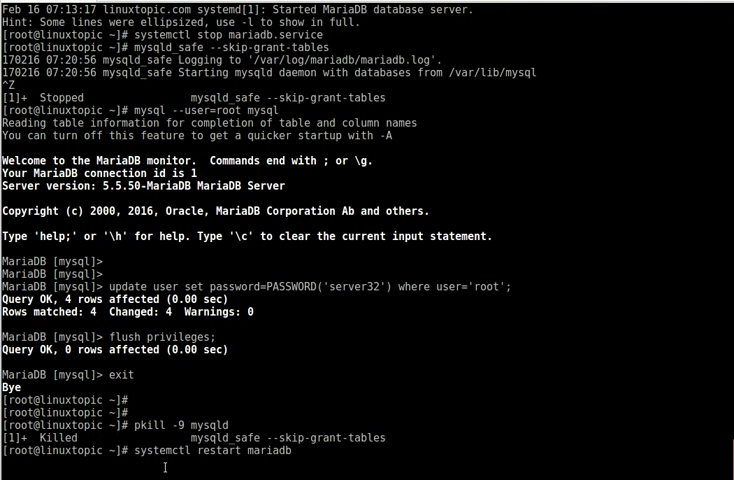 Feb 16 07:13:17 linuxtopic.com systemd[1]: Started MariaDB database server.
Hint: Some lines were ellipsized, use -l to show in full.
[root@linuxtopic ~]# systemctl stop mariadb.service
[root@linuxtopic ~]# mysqld_safe --skip-grant-tables
170216 07:20:56 mysqld_safe Logging to '/var/log/mariadb/mariadb.log'.
170216 07:20:56 mysqld_safe Starting mysqld daemon with databases from /var/lib/mysql
^Z
[1]+  Stopped                 mysqld_safe --skip-grant-tables
[root@linuxtopic ~]# mysql --user=root mysql
Reading table information for completion of table and column names
You can turn off this feature to get a quicker startup with -A
Welcome to the MariaDB monitor.  Commands end with ; or \g.
Your MariaDB connection id is 1
Server version: 5.5.50-MariaDB MariaDB Server
Copyright (c) 2000, 2016, Oracle, MariaDB Corporation Ab and others.
Type 'help;' or '\h' for help. Type '\c' to clear the current input statement.
MariaDB [mysql]>
MariaDB [mysql]>
MariaDB [mysql]> update user set password=PASSWORD('server32') where user='root';
Query OK, 4 rows affected (0.00 sec)
Rows matched: 4  Changed: 4  Warnings: 0
MariaDB [mysql]> flush privileges;
Query OK, 0 rows affected (0.00 sec)
MariaDB [mysql]> exit
Bye
[root@linuxtopic ~]#
[root@linuxtopic ~]#
[root@linuxtopic ~]# pkill -9 mysqld
[1]+  Killed                  mysqld_safe --skip-grant-tables
[root@linuxtopic ~]# systemctl restart mariadb